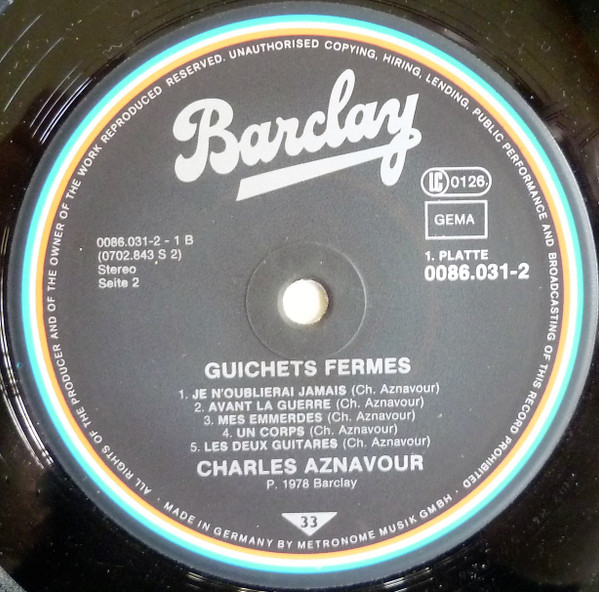 ALL RIGHTS OF THE PRODUCER AND OF THE OWNER OF THE WORK REPRODUCED RESERVED. UNAUTHORISED COPYING, HIRING, LENDING, PUBLIC PERFORMANCE AND BROADCASTING OF THIS RECORD PROHIBITED
Barclay
LC 0126
GEMA
0086.031-2 - 1 B
(0702.843 S 2)
Stereo
Seite 2
1. PLATTE
0086.031-2
GUICHETS FERMES
1. JE N'OUBLIERAI JAMAIS (Ch. Aznavour)
2. AVANT LA GUERRE (Ch. Aznavour)
3. MES EMMERDES (Ch. Aznavour)
4. UN CORPS (Ch. Aznavour)
5. LES DEUX GUITARES (Ch. Aznavour)
CHARLES AZNAVOUR
P. 1978 Barclay
33
· MADE IN GERMANY BY METRONOME MUSIK GMBH ·